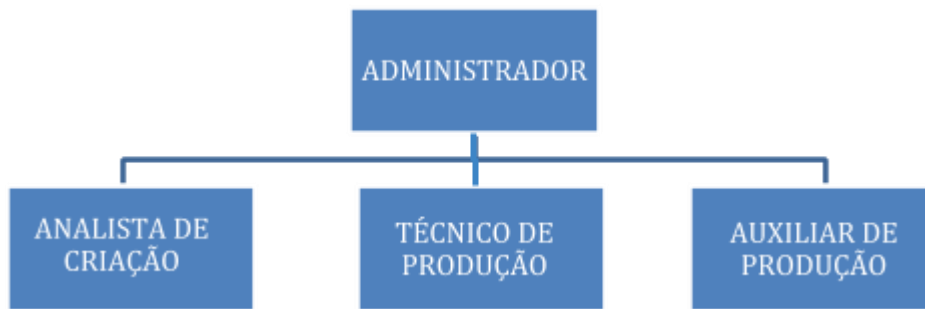 ADMINISTRADOR
ANALISTA DE
CRIAÇÃO
TÉCNICO DE
PRODUÇÃO
AUXILIAR DE
PRODUÇÃO